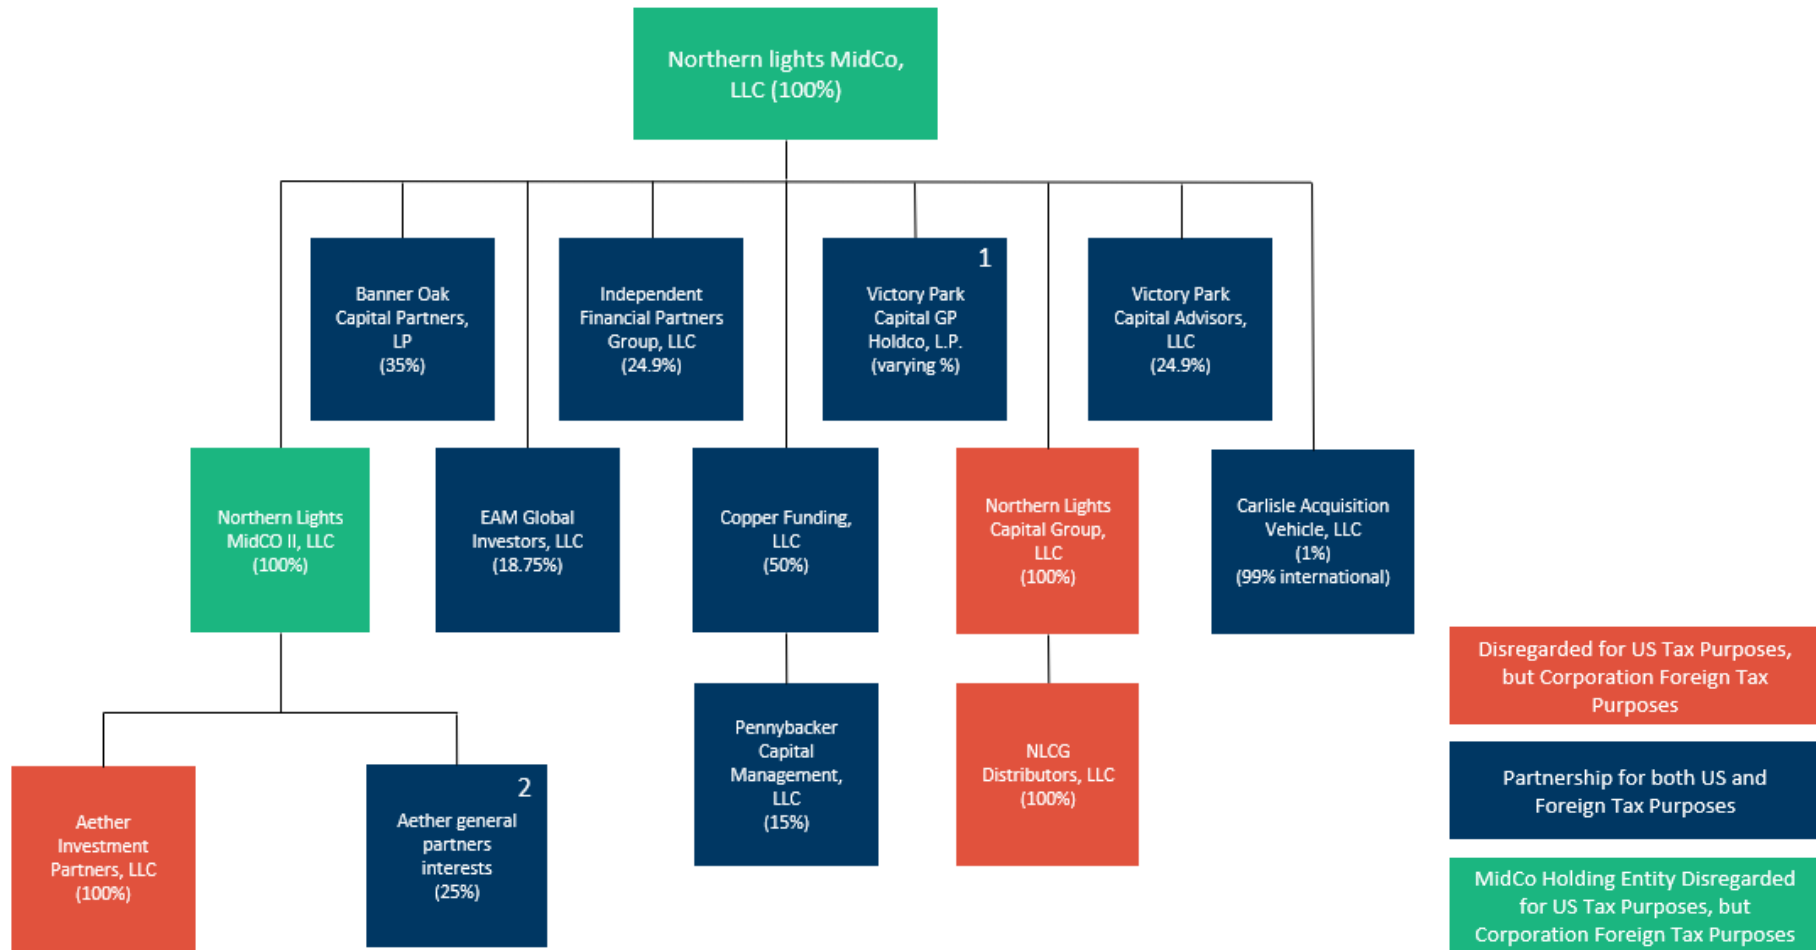 Northern lights MidCo,
LLC (100%)
Banner Oak
Capital Partners,
LP
(35%)
Independent
Financial Partners
Group, LLC
(24.9%)
1
Victory Park
Capital GP
Holdco, L.P.
(varying %)
Victory Park
Capital Advisors,
LLC
(24.9%)
Northern Lights
MidCO II, LLC
(100%)
EAM Global
Investors, LLC
(18.75%)
Copper Funding,
LLC
(50%)
Northern Lights
Capital Group,
LLC
(100%)
Carlisle Acquisition
Vehicle, LLC
(1%)
(99% international)
Aether
Investment
Partners, LLC
(100%)
2
Aether general
partners
interests
(25%)
Pennybacker
Capital
Management,
LLC
(15%)
NLCG
Distributors, LLC
(100%)
Disregarded for US Tax Purposes,
but Corporation Foreign Tax
Purposes
Partnership for both US and
Foreign Tax Purposes
MidCo Holding Entity Disregarded
for US Tax Purposes, but
Corporation Foreign Tax Purposes